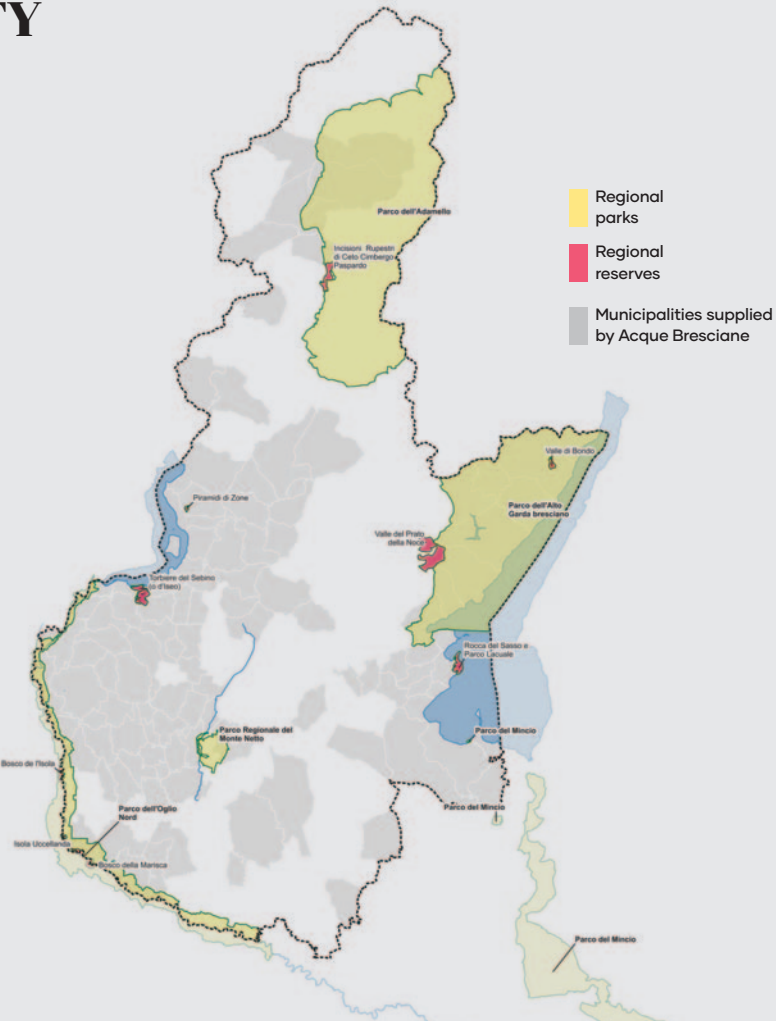 TY
Regional
parks
Regional
reserves
Municipalities supplied
by Acque Bresciane
Parco dell'Adamello
Incisioni Rupestri
di Ceto Cimbergo
Paspardo
Valle di Bondo
Piramidi di Zone
Parco dell'Alto
Garda bresciano
Valle del Prato
della Noce
Torbiere del Sebino
(o d'Iseo)
Rocca del Sasso e
Parco Lacuale
Parco Regionale del
Monte Netto
Parco del Mincio
Bosco de l'Isola
Parco dell'Oglio
Nord
Parco del Mincio
Isola Uccellanda
Bosco della Marisca
Parco del Mincio